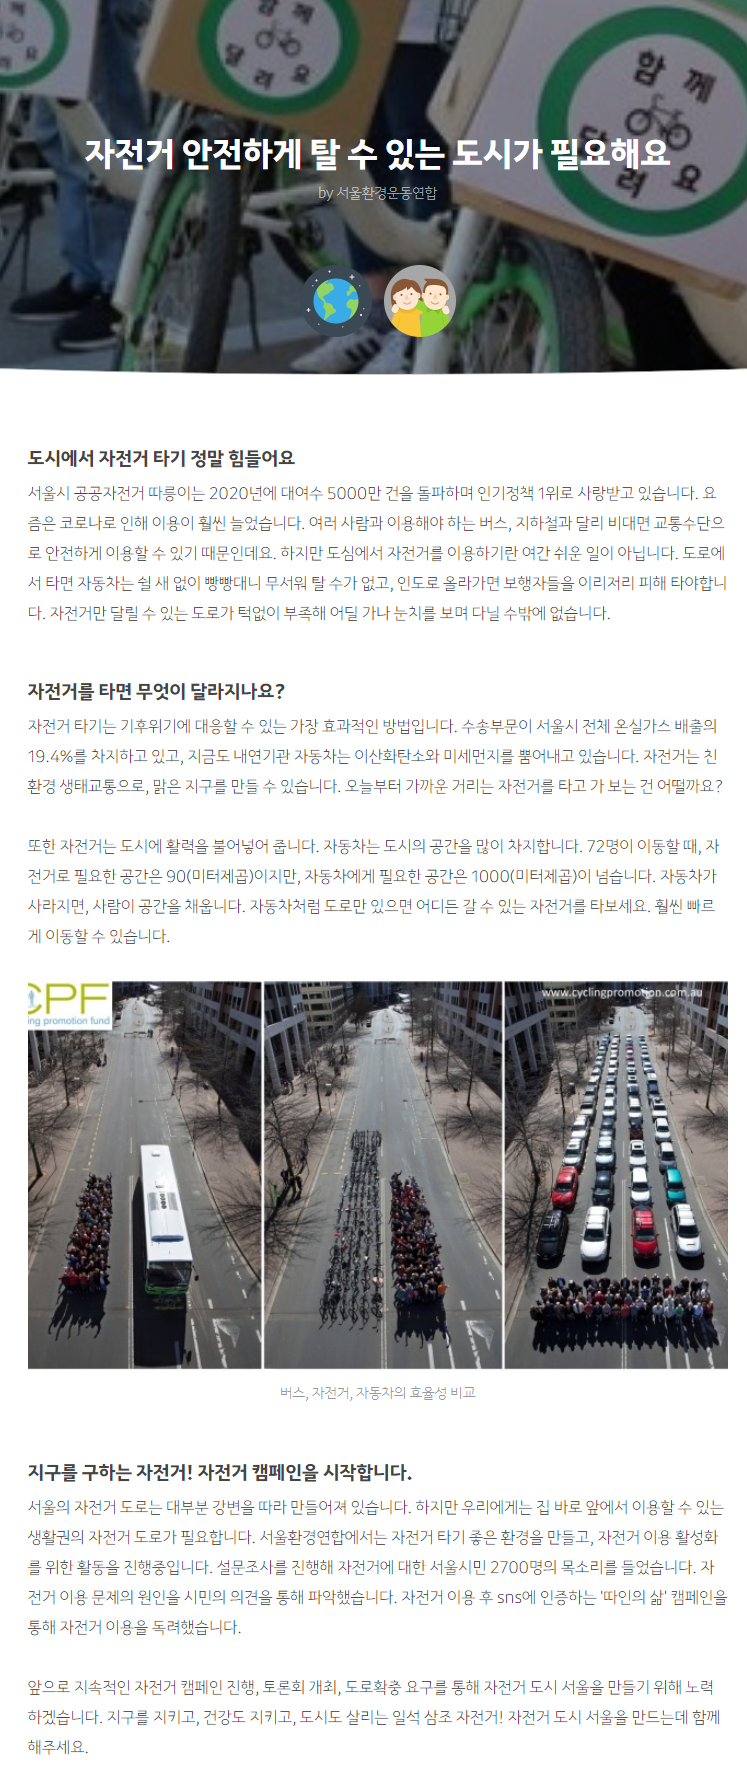 함께
달려요
함께
달려요
함께
달려요
자전거 안전하게 탈 수 있는 도시가 필요해요
by 서울환경운동연합
도시에서 자전거 타기 정말 힘들어요
서울시 공공자전거 따릉이는 2020년에 대여수 5000만 건을 돌파하며 인기정책 1위로 사랑받고 있습니다. 요
즘은 코로나로 인해 이용이 훨씬 늘었습니다. 여러 사람과 이용해야 하는 버스, 지하철과 달리 비대면 교통수단으
로 안전하게 이용할 수 있기 때문인데요. 하지만 도심에서 자전거를 이용하기란 여간 쉬운 일이 아닙니다. 도로에
서 타면 자동차는 쉴 새 없이 빵빵대니 무서워 탈 수가 없고, 인도로 올라가면 보행자들을 이리저리 피해 타야합니
다. 자전거만 달릴 수 있는 도로가 턱없이 부족해 어딜 가나 눈치를 보며 다닐 수밖에 없습니다.
자전거를 타면 무엇이 달라지나요?
자전거 타기는 기후위기에 대응할 수 있는 가장 효과적인 방법입니다. 수송부문이 서울시 전체 온실가스 배출의
19.4%를 차지하고 있고, 지금도 내연기관 자동차는 이산화탄소와 미세먼지를 뿜어내고 있습니다. 자전거는 친
환경 생태교통으로, 맑은 지구를 만들 수 있습니다. 오늘부터 가까운 거리는 자전거를 타고 가 보는 건 어떨까요?
또한 자전거는 도시에 활력을 불어넣어 줍니다. 자동차는 도시의 공간을 많이 차지합니다. 72명이 이동할 때, 자
전거로 필요한 공간은 90(미터제곱)이지만, 자동차에게 필요한 공간은 1000(미터제곱)이 넘습니다. 자동차가
사라지면, 사람이 공간을 채웁니다. 자동차처럼 도로만 있으면 어디든 갈 수 있는 자전거를 타보세요. 훨씬 빠르
게 이동할 수 있습니다.
CPF
ing promotion fund
www.cyclingpromotion.com.au
버스, 자전거, 자동차의 효율성 비교
지구를 구하는 자전거! 자전거 캠페인을 시작합니다.
서울의 자전거 도로는 대부분 강변을 따라 만들어져 있습니다. 하지만 우리에게는 집 바로 앞에서 이용할 수 있는
생활권의 자전거 도로가 필요합니다. 서울환경연합에서는 자전거 타기 좋은 환경을 만들고, 자전거 이용 활성화
를 위한 활동을 진행중입니다. 설문조사를 진행해 자전거에 대한 서울시민 2700명의 목소리를 들었습니다. 자
전거 이용 문제의 원인을 시민의 의견을 통해 파악했습니다. 자전거 이용 후 sns에 인증하는 '따인의 삶' 캠페인을
통해 자전거 이용을 독려했습니다.
앞으로 지속적인 자전거 캠페인 진행, 토론회 개최, 도로확충 요구를 통해 자전거 도시 서울을 만들기 위해 노력
하겠습니다. 지구를 지키고, 건강도 지키고, 도시도 살리는 일석 삼조 자전거! 자전거 도시 서울을 만드는데 함께
해주세요.